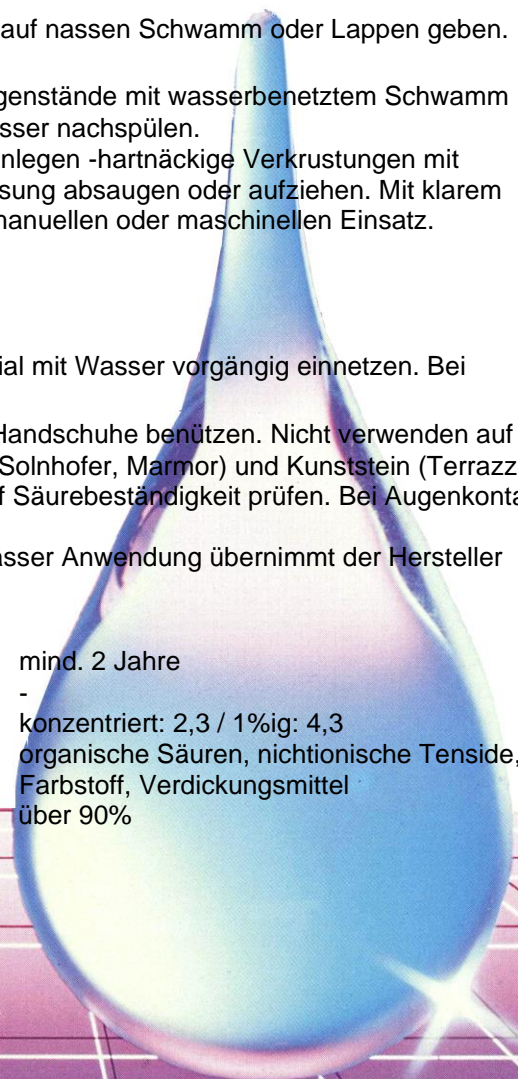 auf nassen Schwamm oder Lappen geben.
genstände mit wasserbenetztem Schwamm
sser nachspülen.
nlegen -hartnäckige Verkrustungen mit
sung absaugen oder aufziehen. Mit klarem
nanuellen oder maschinellen Einsatz.
ial mit Wasser vorgängig einnetzen. Bei
Handschuhe benützen. Nicht verwenden auf
Solnhofer, Marmor) und Kunststein (Terrazz
f Säurebeständigkeit prüfen. Bei Augenkonta
asser Anwendung übernimmt der Hersteller
mind. 2 Jahre
-
konzentriert: 2,3 / 1%ig: 4,3
organische Säuren, nichtionische Tenside,
Farbstoff, Verdickungsmittel
über 90%